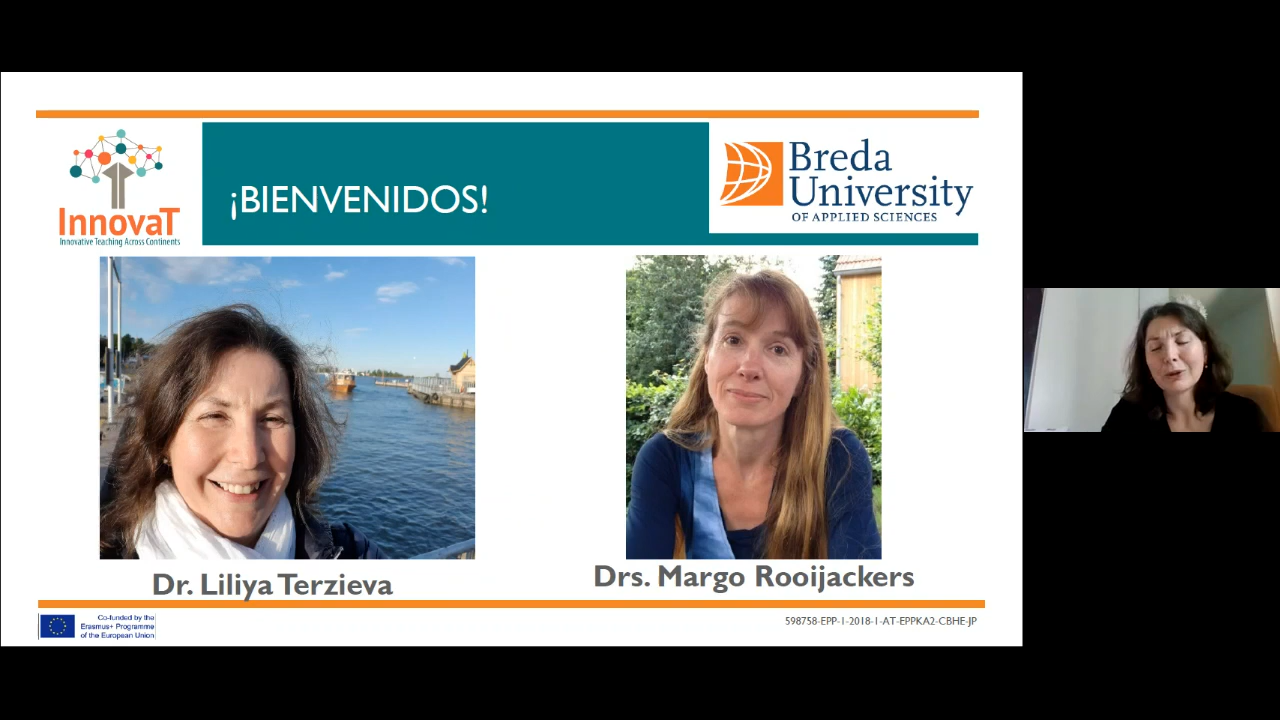 InnovaT
Innovative Teaching Across Continents
¡BIENVENIDOS!
Breda
University
OF APPLIED SCIENCES
Dr. Liliya Terzieva
Drs. Margo Rooijackers
Co-funded by the
Erasmus+ Programme
of the European Union
598758-EPP-1-2018-1-AT-EPPKA2-CBHE-JP